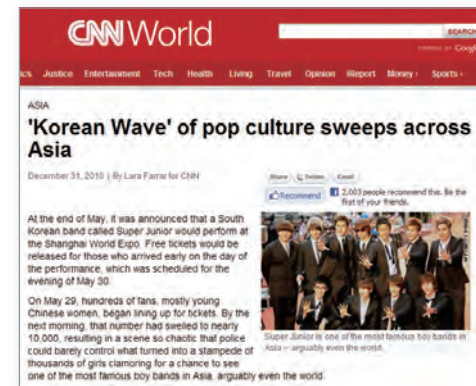 CNN World
SEARCH
POWERED BY Google
ics Justice Entertainment Tech Health Living Travel Opinion iReport Money Sports
ASIA
'Korean Wave' of pop culture sweeps across
Asia
December 31, 2010 | By Lara Farrar for CNN
Share Twitter Email
Recommend 2,003 people recommend this. Be the
first of your friends.
At the end of May, it was announced that a South
Korean band called Super Junior would perform at
the Shanghai World Expo. Free tickets would be
released for those who arrived early on the day of
the performance, which was scheduled for the
evening of May 30.
On May 29, hundreds of fans, mostly young
Chinese women, began lining up for tickets. By the
next morning, that number had swelled to nearly
10,000, resulting in a scene so chaotic that police
could barely control what turned into a stampede of
thousands of girls clamoring for a chance to see
one of the most famous boy bands in Asia, arguably even the world.
Super Junior is one of the most famous boy bands in
Asia -- arguably even the world.